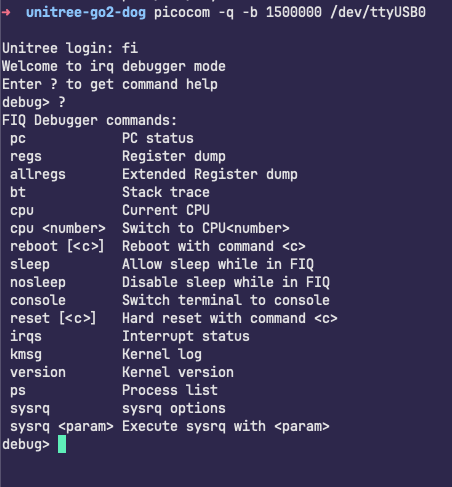 ➜ unitree-go2-dog picocom -q -b 1500000 /dev/ttyUSB0
Unitree login: fi
Welcome to irq debugger mode
Enter ? to get command help
debug> ?
FIQ Debugger commands:
pc PC status
regs Register dump
allregs Extended Register dump
bt Stack trace
cpu Current CPU
cpu <number> Switch to CPU<number>
reboot [<c>] Reboot with command <c>
sleep Allow sleep while in FIQ
nosleep Disable sleep while in FIQ
console Switch terminal to console
reset [<c>] Hard reset with command <c>
irqs Interrupt status
kmsg Kernel log
version Kernel version
ps Process list
sysrq sysrq options
sysrq <param> Execute sysrq with <param>
debug>